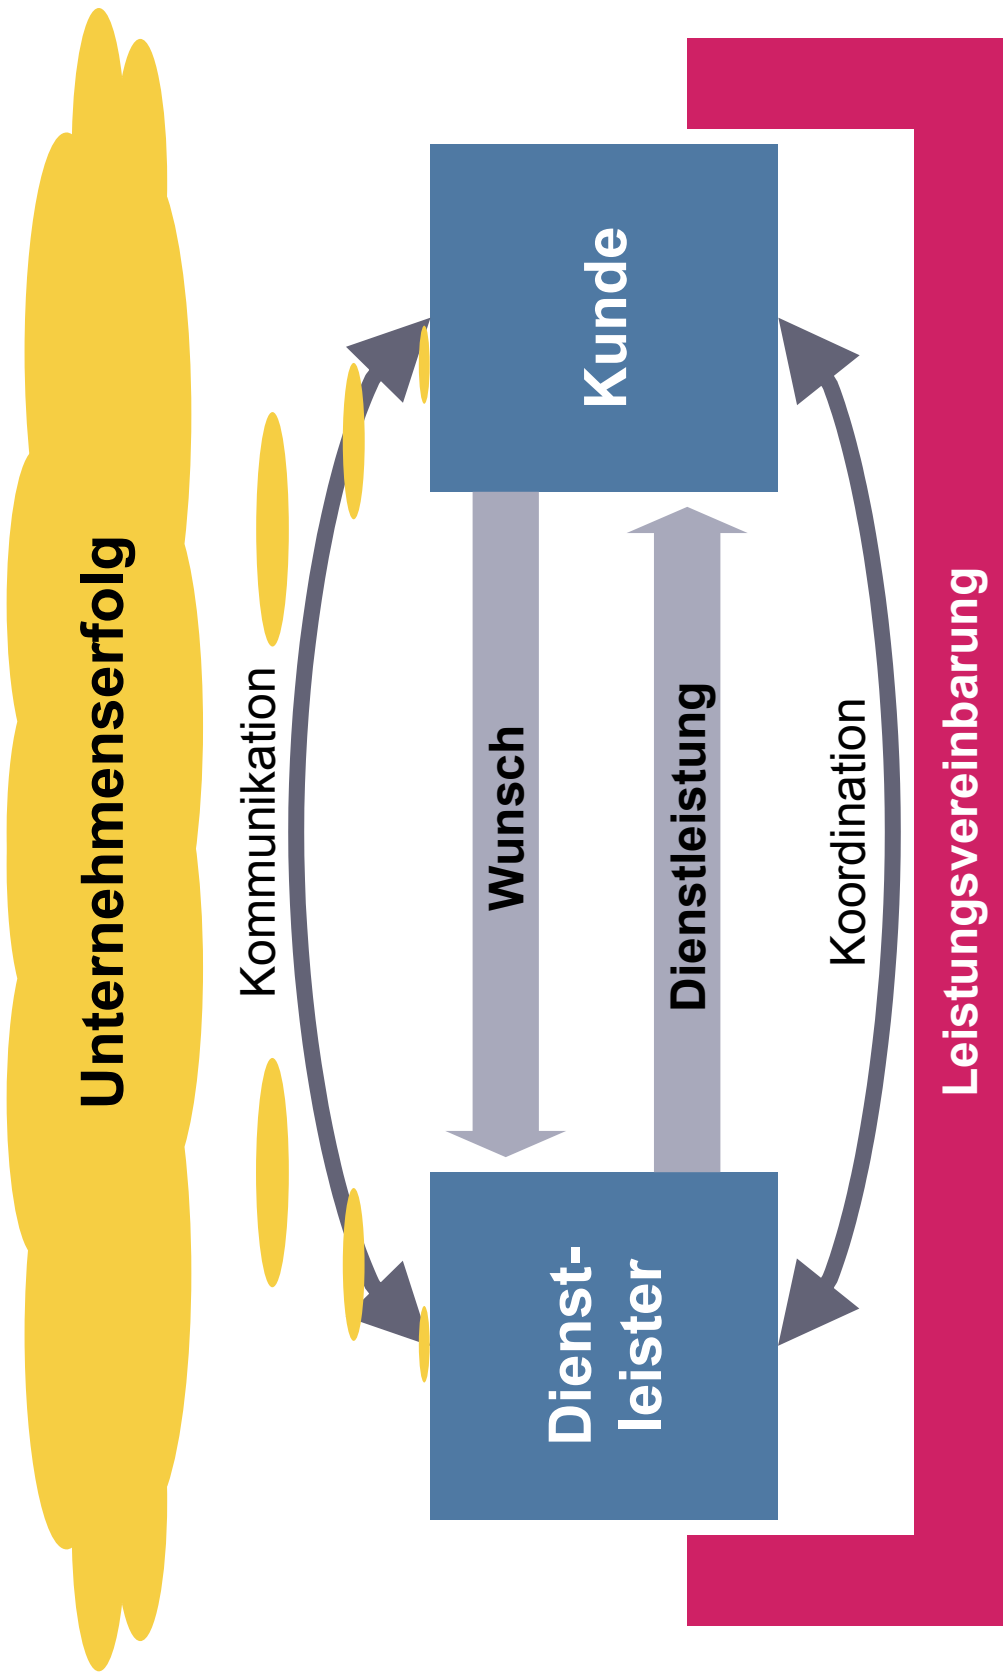 Unternehmenserfolg
Kommunikation
Dienst-
leister
Wunsch
Dienstleistung
Kunde
Koordination
Leistungsvereinbarung